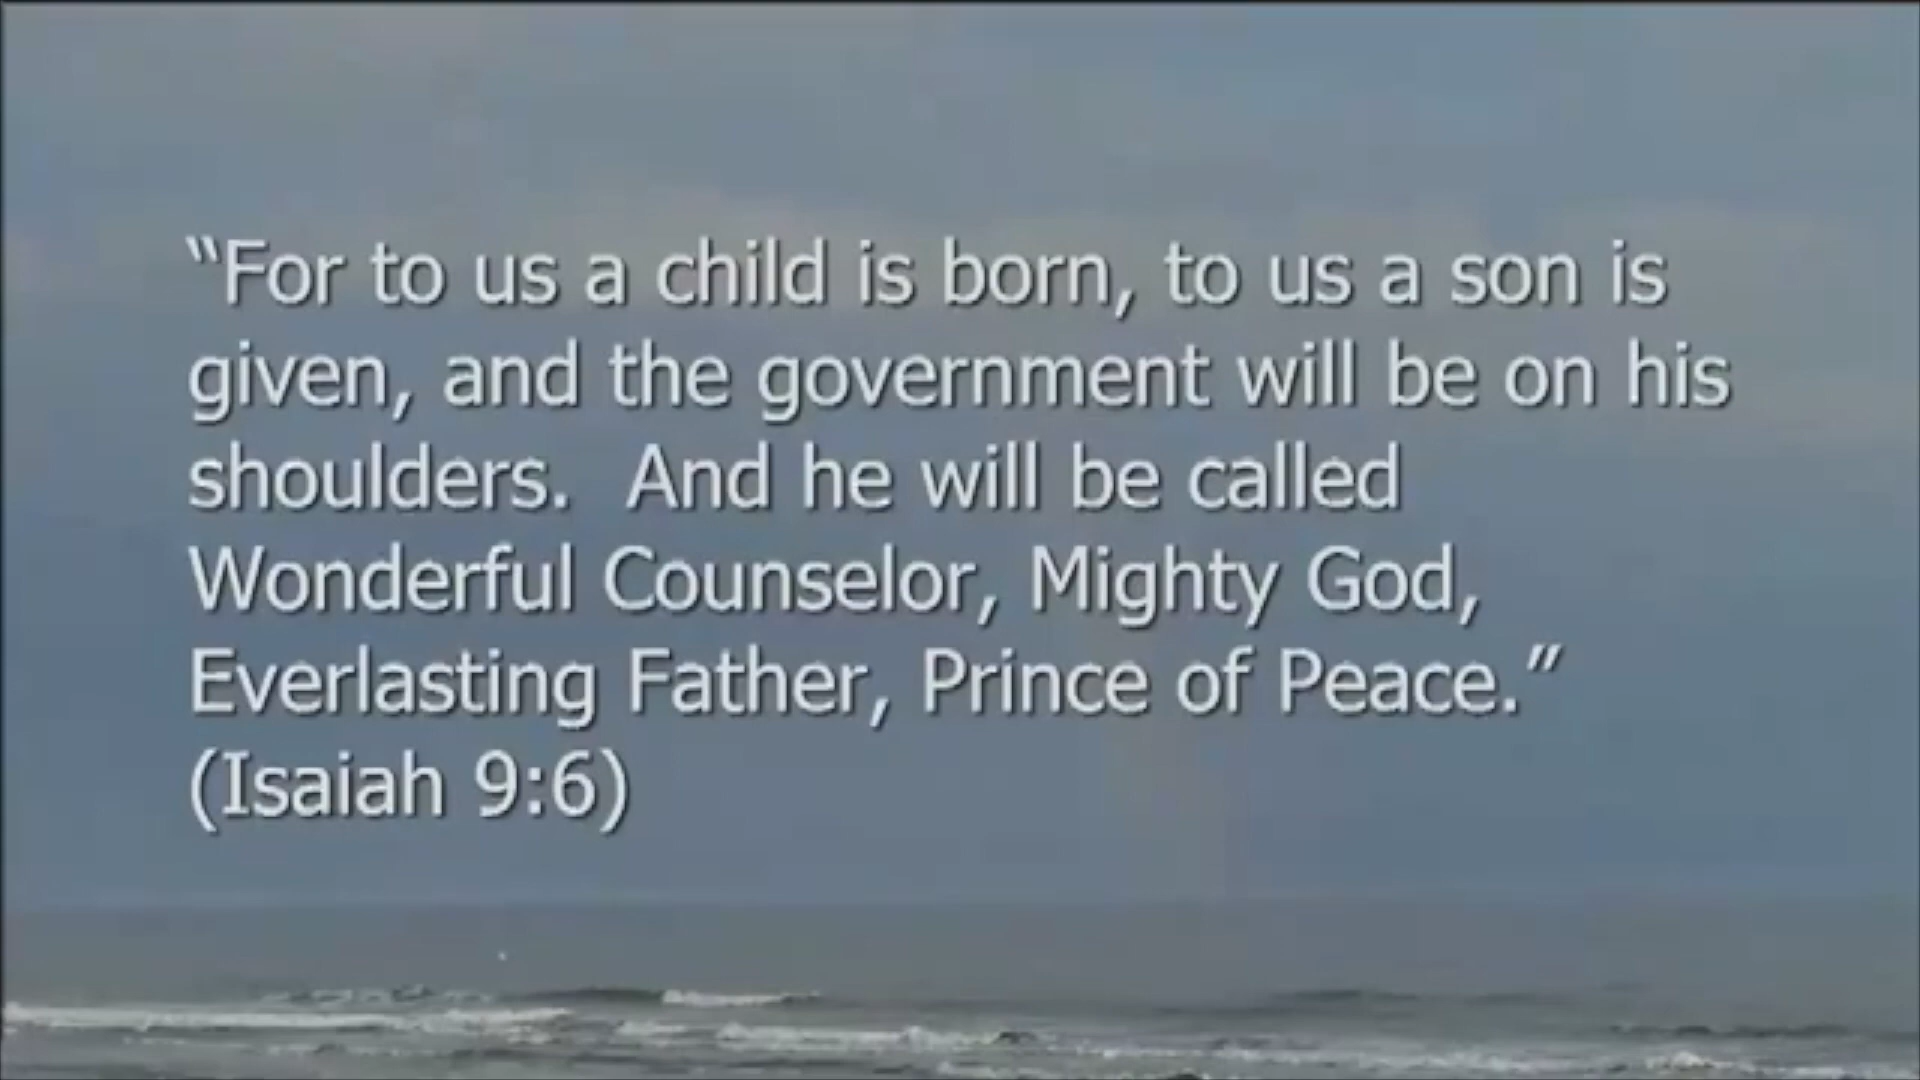 “For to us a child is born, to us a son is
given, and the government will be on his
shoulders.  And he will be called
Wonderful Counselor, Mighty God,
Everlasting Father, Prince of Peace.”
(Isaiah 9:6)